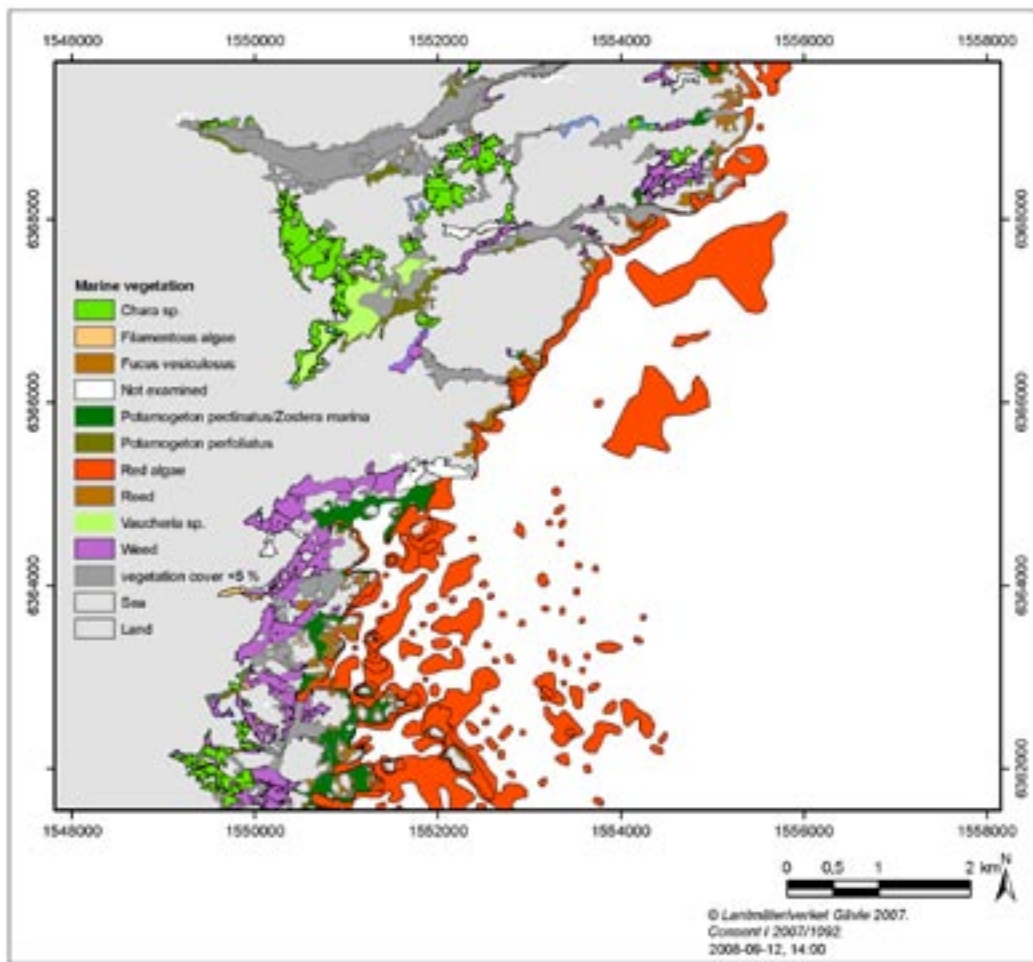 1548000 1550000 1552000 1554000 1556000 1558000
6368000 6368000
Marine vegetation
Chara sp.
Filamentous algae
Fucus vesiculosus
Not examined
Potamogeton pectinatus/Zostera marina
Potamogeton perfoliatus
Red algae
Reed
Vaucheria sp.
Weed
vegetation cover <5 %
Sea
Land
6366000 6366000
6364000 6364000
6362000
1548000 1550000 1552000 1554000 1556000 1558000
0 0,5 1 2 km
N
© Lantmäteriverket Gävle 2007.
Consent I 2007/1092.
2008-09-12, 14:00